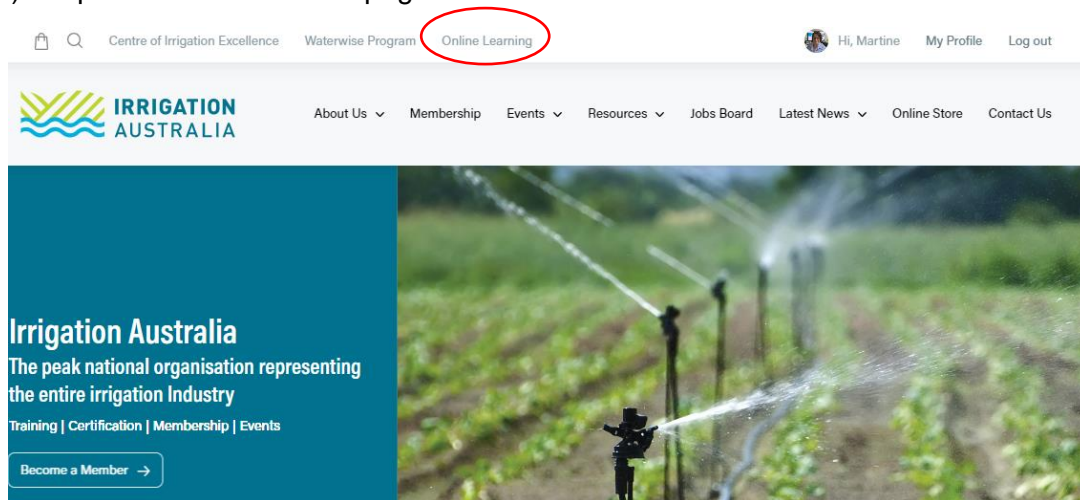 Centre of Irrigation Excellence Waterwise Program Online Learning Hi, Martine My Profile Log out
IRRIGATION
AUSTRALIA
About Us Membership Events Resources Jobs Board Latest News Online Store Contact Us
Irrigation Australia
The peak national organisation representing
the entire irrigation Industry
Training | Certification | Membership | Events
Become a Member →